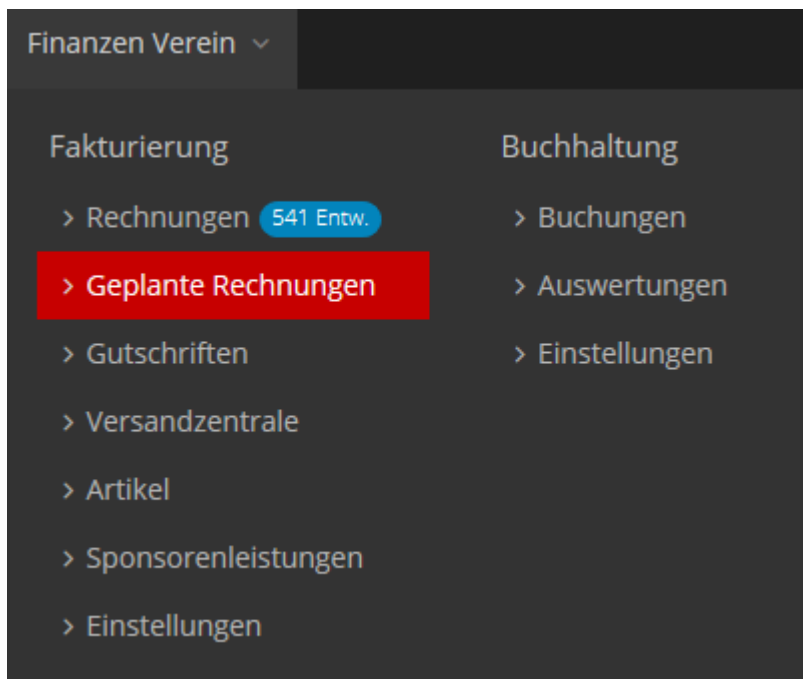 Finanzen Verein
Fakturierung
Rechnungen 541 Entw.
Geplante Rechnungen
Gutschriften
Versandzentrale
Artikel
Sponsorenleistungen
Einstellungen
Buchhaltung
Buchungen
Auswertungen
Einstellungen